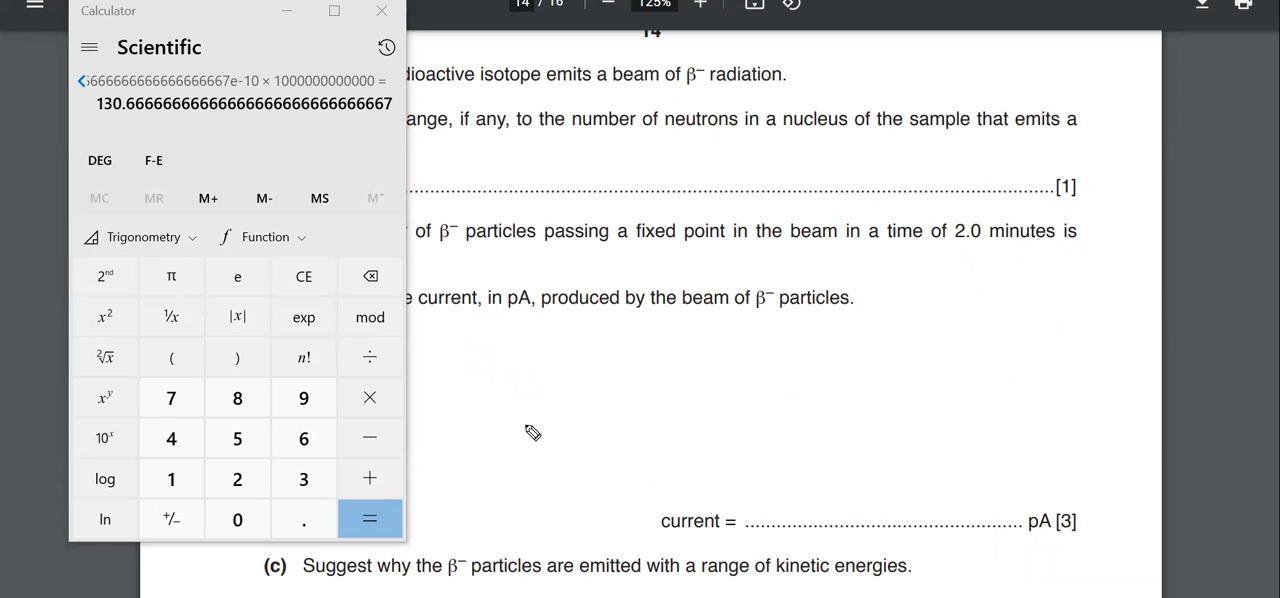 14 / 16
125%
Calculator
14
Scientific
dioactive isotope emits a beam of β⁻ radiation.
666666666666666667e-10 × 1000000000000 =
130.66666666666666666666666666667
ange, if any, to the number of neutrons in a nucleus of the sample that emits a
DEG F-E
MC MR M+ M- MS M˅
..........[1]
of β⁻ particles passing a fixed point in the beam in a time of 2.0 minutes is
Trigonometry Function
2ⁿᵈ π e CE
e current, in pA, produced by the beam of β⁻ particles.
x² ¹/x |x| exp mod
²√x ( ) n! ÷
xʸ 7 8 9 ×
10ˣ 4 5 6 −
log 1 2 3 +
ln +/− 0 . =
current = .......... pA [3]
(c) Suggest why the β⁻ particles are emitted with a range of kinetic energies.